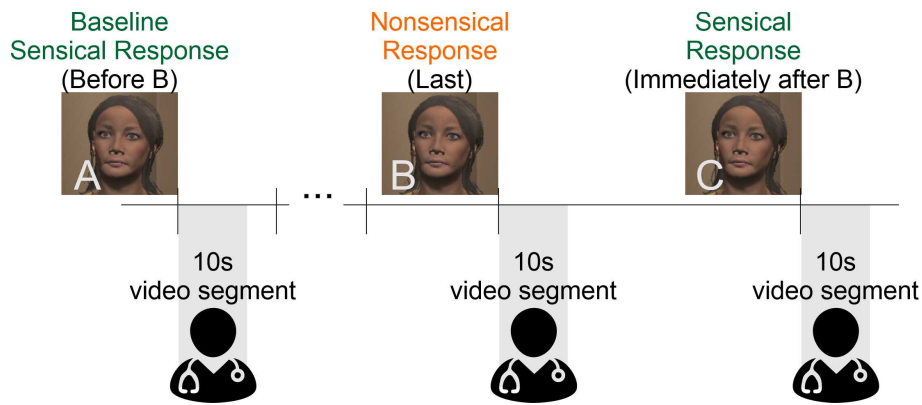 Baseline
Sensical Response
(Before B)
Nonsensical
Response
(Last)
Sensical
Response
(Immediately after B)
A
...
B
C
10s
video segment
10s
video segment
10s
video segment